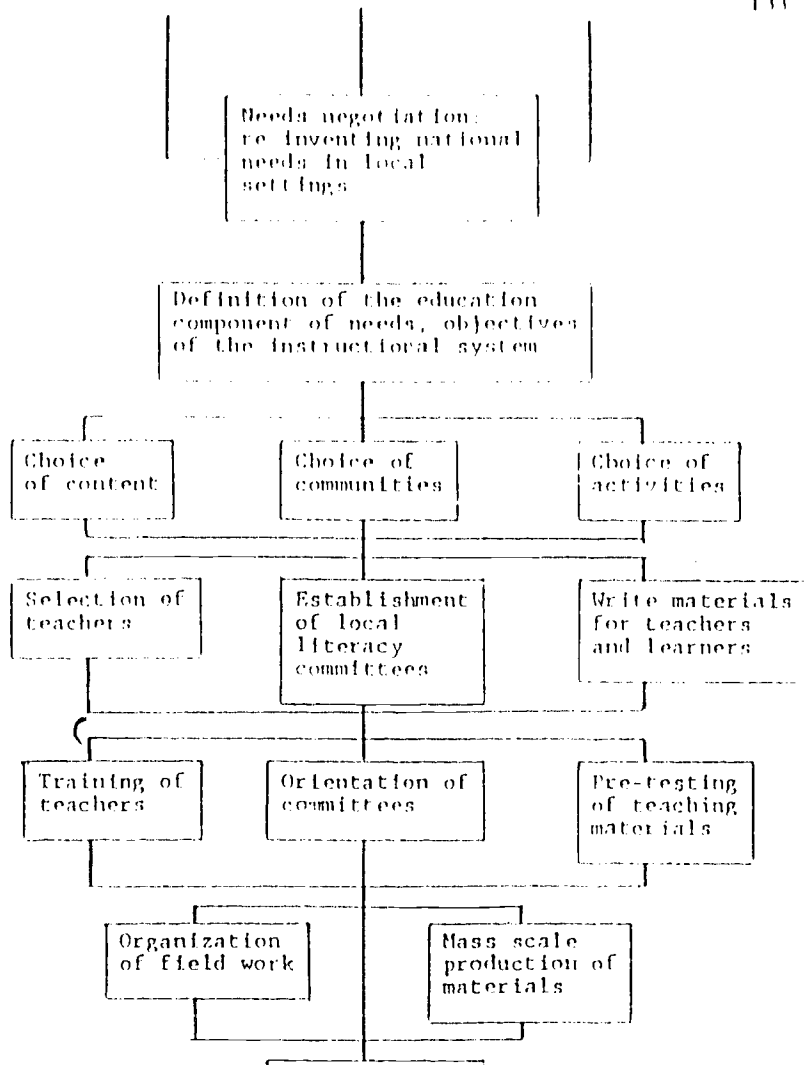 Needs negotiation:
re inventing national
needs in local
settings
Definition of the education
component of needs, objectives
of the instructional system
Choice
of content
Choice of
communities
Choice of
activities
Selection of
teachers
Establishment
of local
literacy
committees
Write materials
for teachers
and learners
Training of
teachers
Orientation of
committees
Pre-testing
of teaching
materials
Organization
of field work
Mass scale
production of
materials